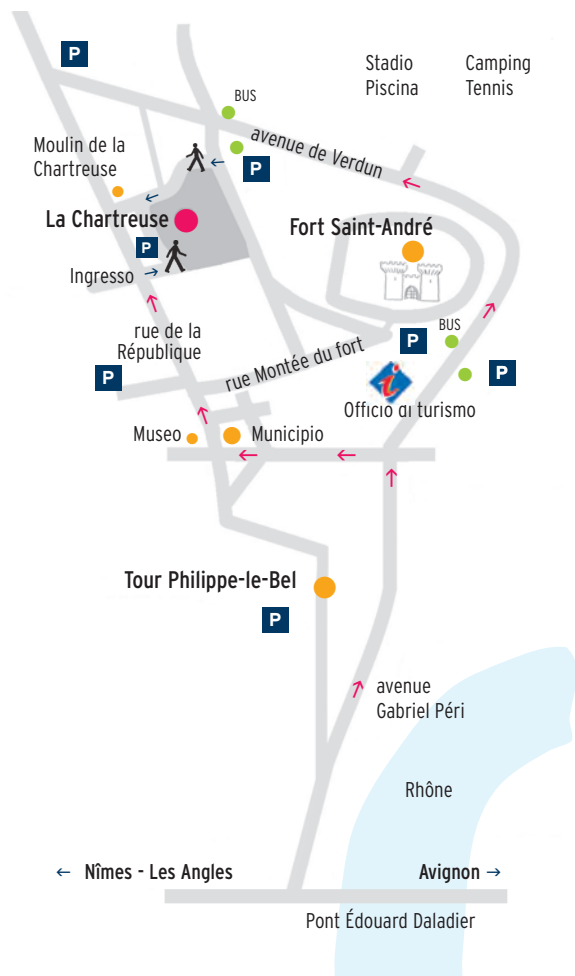 P
Stadio
Piscina
Camping
Tennis
BUS
avenue de Verdun
Moulin de la
Chartreuse
P
La Chartreuse
P
Fort Saint-André
Ingresso
rue de la
République
BUS
P
rue Montée du fort
P
P
i
Officio di turismo
Museo
Municipio
Tour Philippe-le-Bel
P
avenue
Gabriel Péri
Rhône
← Nîmes - Les Angles
Avignon →
Pont Édouard Daladier